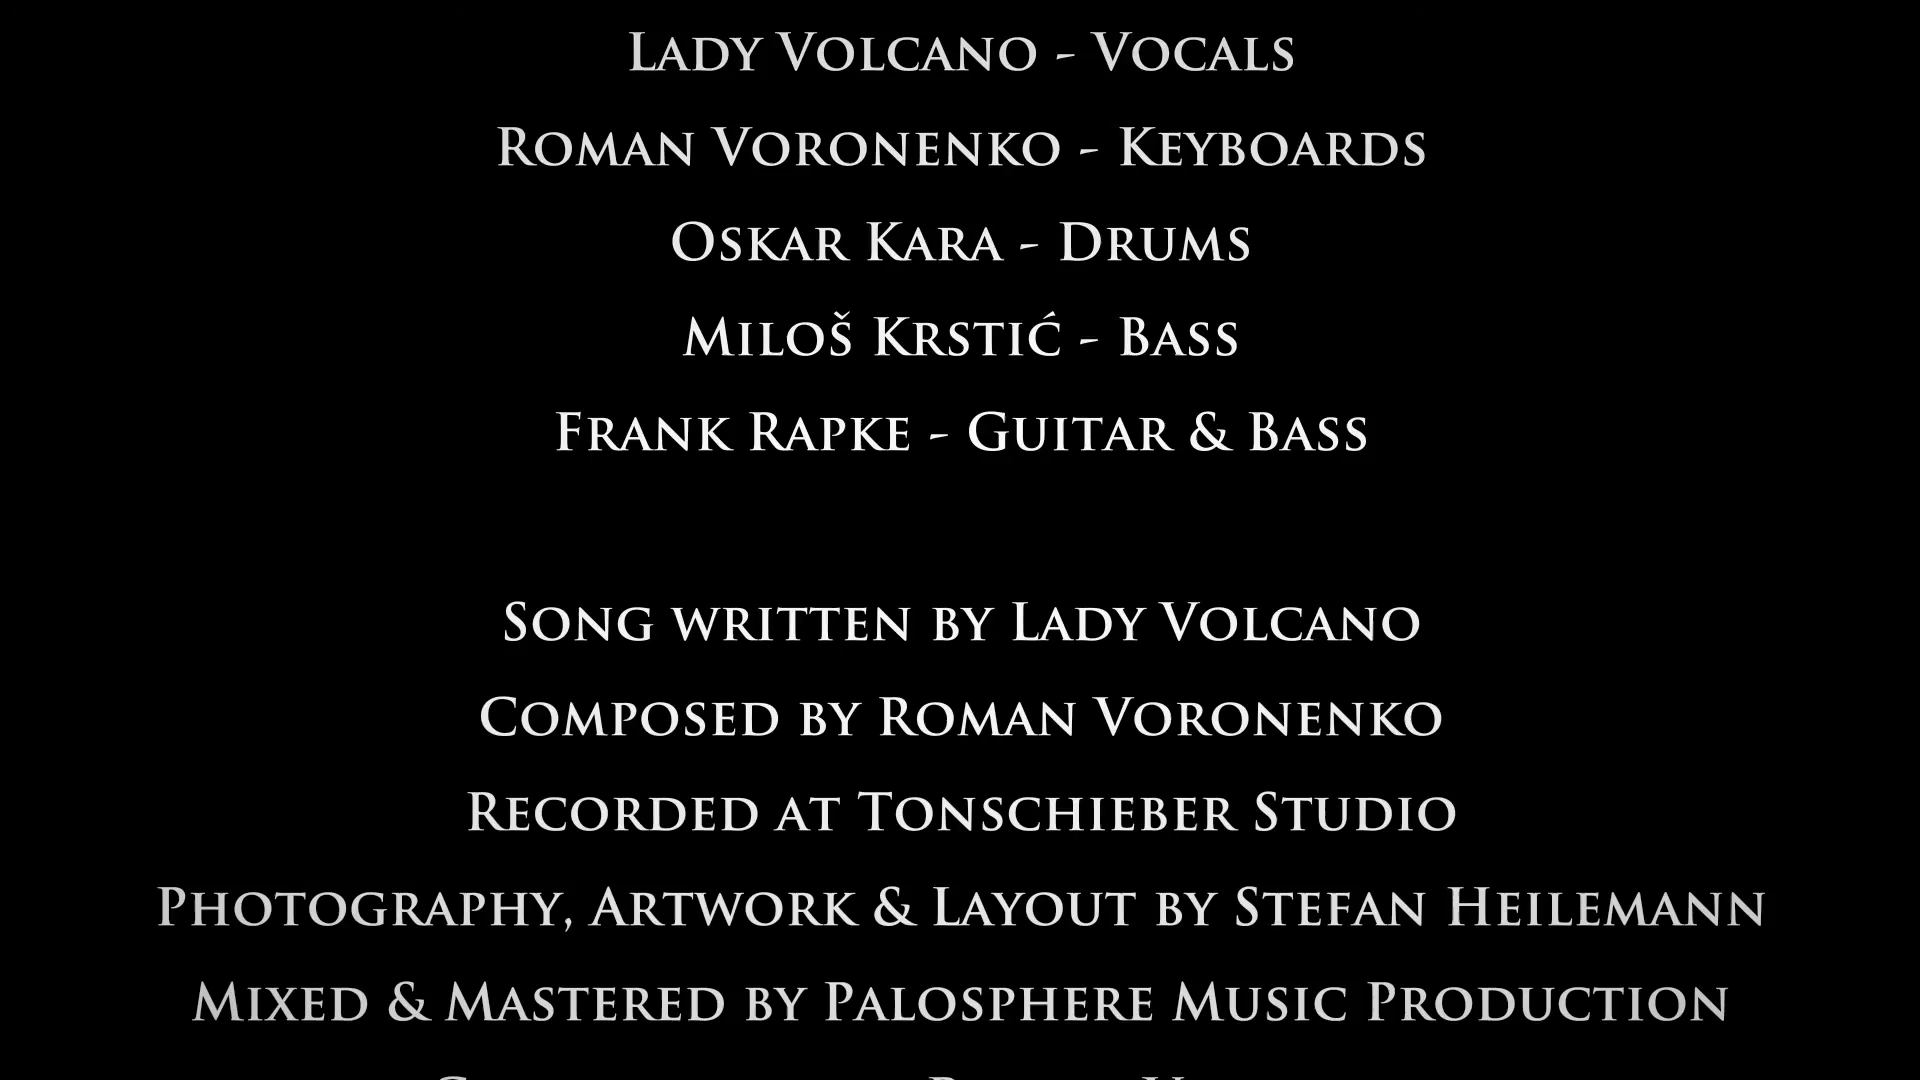 Lady Volcano - Vocals
Roman Voronenko - Keyboards
Oskar Kara - Drums
Miloš Krstić - Bass
Frank Rapke - Guitar & Bass
Song written by Lady Volcano
Composed by Roman Voronenko
Recorded at Tonschieber Studio
Photography, Artwork & Layout by Stefan Heilemann
Mixed & Mastered by Palosphere Music Production